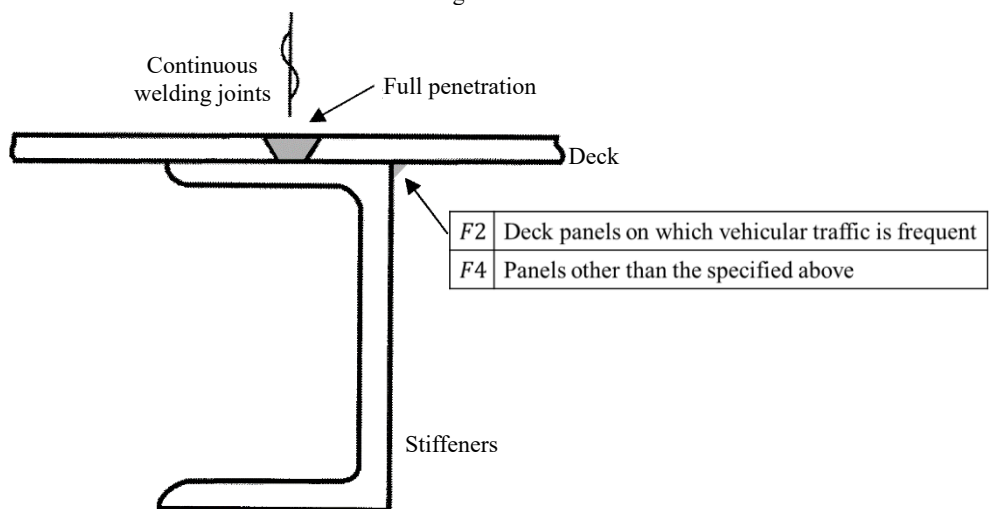 Continuous
welding joints
Full penetration
Deck
F2 Deck panels on which vehicular traffic is frequent
F4 Panels other than the specified above
Stiffeners